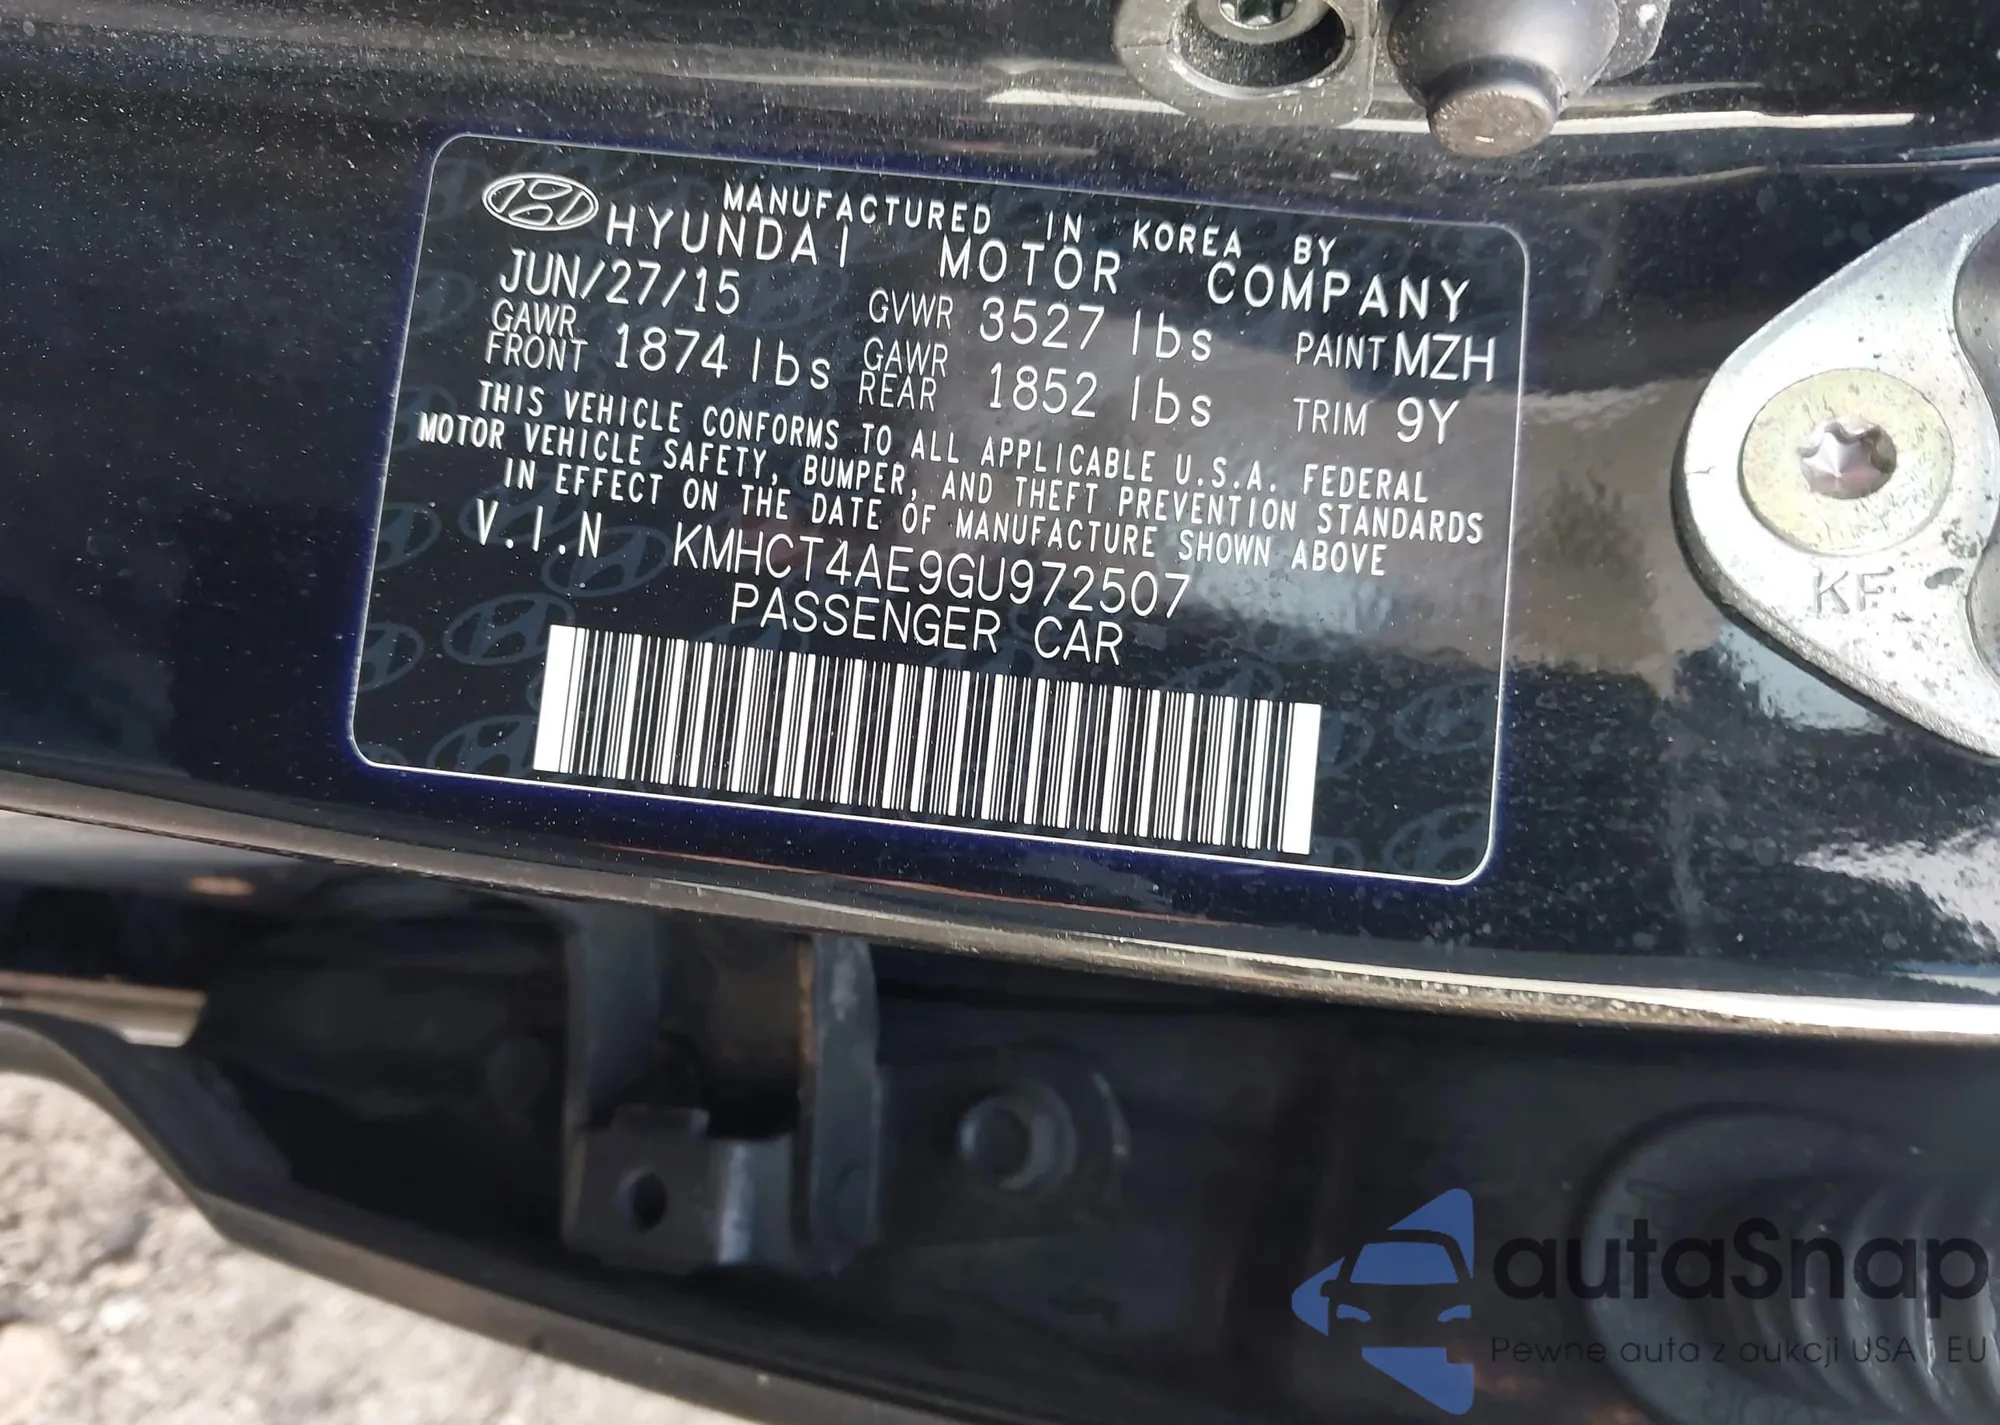 MANUFACTURED IN KOREA BY
HYUNDAI MOTOR COMPANY
JUN/27/15 GVWR 3527 lbs PAINT MZH
GAWR FRONT 1874 lbs GAWR REAR 1852 lbs TRIM 9Y
THIS VEHICLE CONFORMS TO ALL APPLICABLE U.S.A. FEDERAL
MOTOR VEHICLE SAFETY, BUMPER, AND THEFT PREVENTION STANDARDS
IN EFFECT ON THE DATE OF MANUFACTURE SHOWN ABOVE
V.I.N KMHCT4AE9GU972507
PASSENGER CAR
KF
autoSnap
Pewne auta z aukcji USA i EU